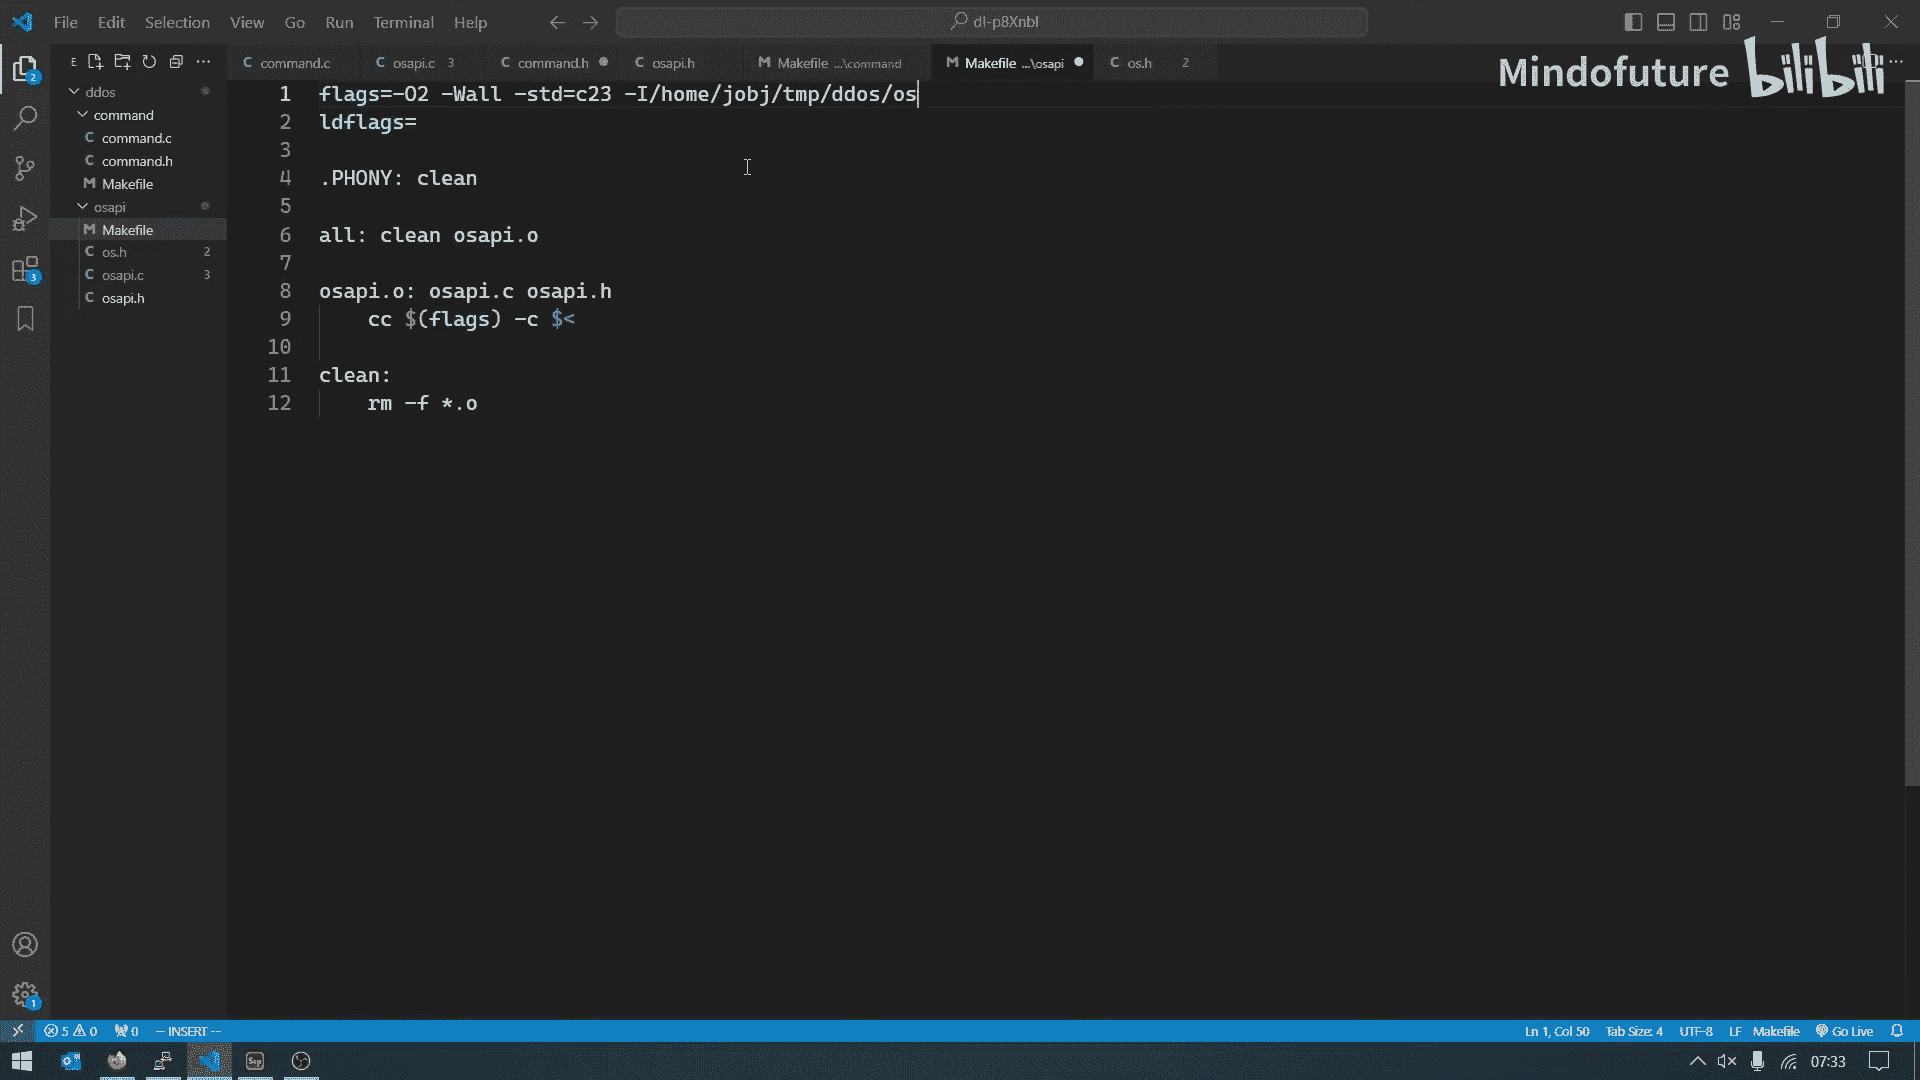 File Edit Selection View Go Run Terminal Help
dl-p8Xnbl
E
command.c
osapi.c 3
command.h
osapi.h
Makefile ...\command
Makefile ...\osapi
os.h 2
Mindofuture bilibili
ddos
command
command.c
command.h
Makefile
osapi
Makefile
os.h 2
osapi.c 3
osapi.h
2
3
1
1 flags=-O2 -Wall -std=c23 -I/home/jobj/tmp/ddos/os
2 ldflags=
3
4 .PHONY: clean
5
6 all: clean osapi.o
7
8 osapi.o: osapi.c osapi.h
9 cc $(flags) -c $<
10
11 clean:
12 rm -f *.o
5 0 0 -- INSERT --
Ln 1, Col 50 Tab Size: 4 UTF-8 LF Makefile Go Live
07:33